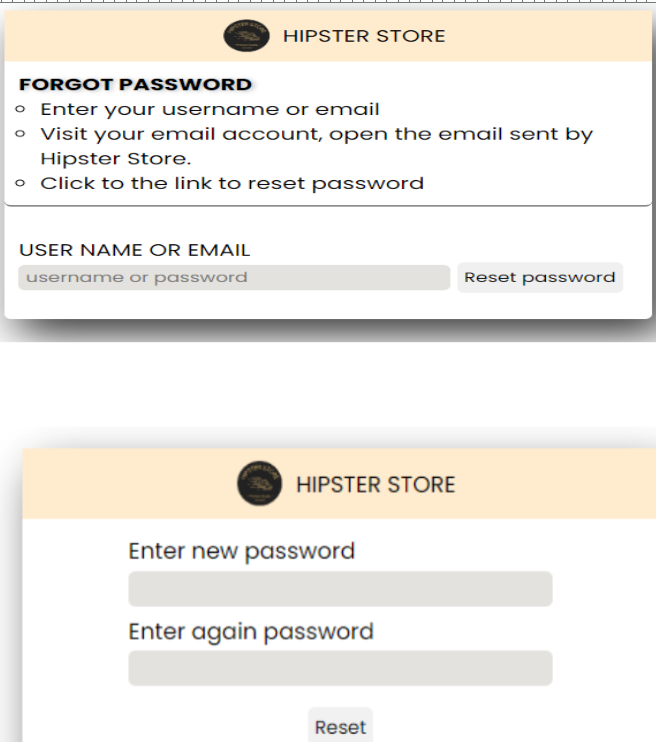 HIPSTER STORE
FORGOT PASSWORD
Enter your username or email
Visit your email account, open the email sent by
Hipster Store.
Click to the link to reset password
USER NAME OR EMAIL
username or password
Reset password
HIPSTER STORE
Enter new password
Enter again password
Reset